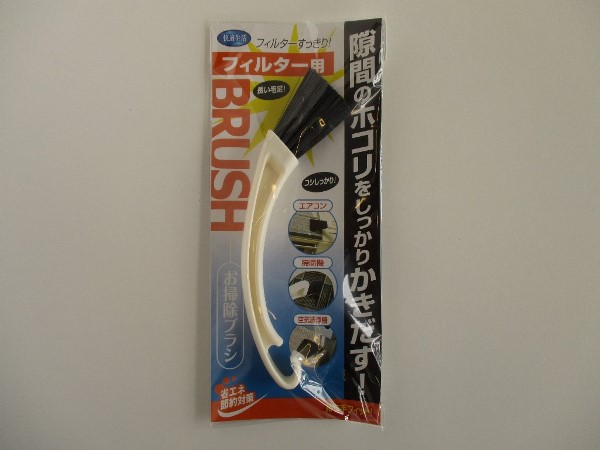 快適生活
フィルターすっきり!
フィルター用
BRUSH
お掃除ブラシ
長い毛足!
コシしっかり!
隙間のホコリをしっかりかきだす!
エアコン
扇風機
空気清浄機
省エネ
節約対策